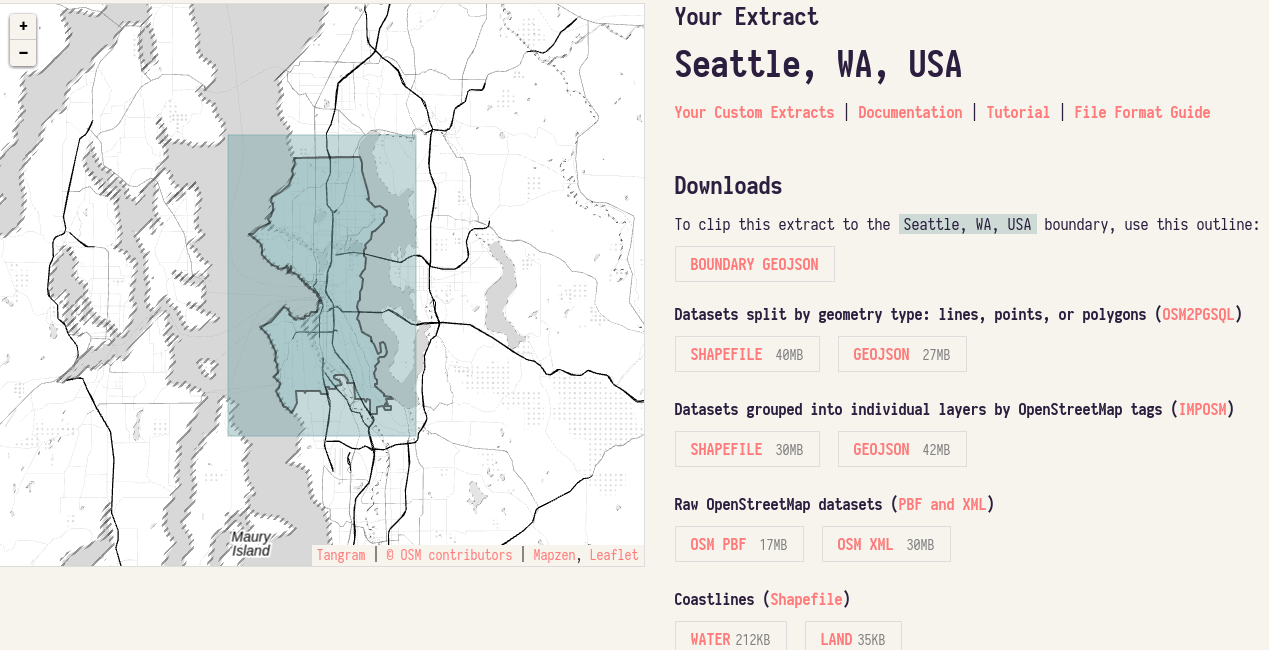 +
−
Maury
Island
Tangram | © OSM contributors | Mapzen, Leaflet
Your Extract
Seattle, WA, USA
Your Custom Extracts | Documentation | Tutorial | File Format Guide
Downloads
To clip this extract to the Seattle, WA, USA boundary, use this outline:
BOUNDARY GEOJSON
Datasets split by geometry type: lines, points, or polygons (OSM2PGSQL)
SHAPEFILE 40MB GEOJSON 27MB
Datasets grouped into individual layers by OpenStreetMap tags (IMPOSM)
SHAPEFILE 30MB GEOJSON 42MB
Raw OpenStreetMap datasets (PBF and XML)
OSM PBF 17MB OSM XML 30MB
Coastlines (Shapefile)
WATER 212KB LAND 35KB